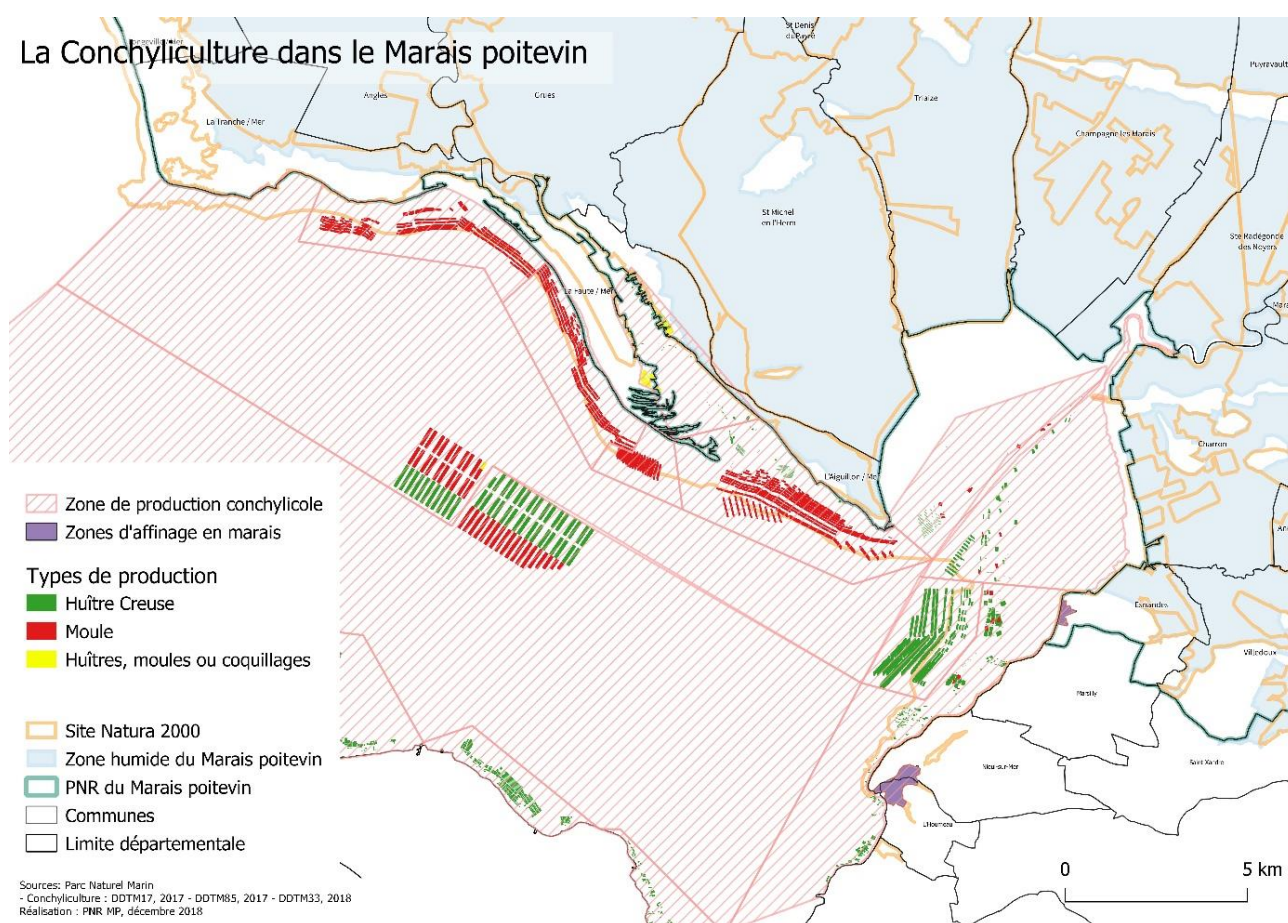 La Conchyliculture dans le Marais poitevin
St Denis
du Payré
Puyravault
Angles
Grues
La Tranche / Mer
Triaize
Champagné les Marais
St Michel
en l'Herm
Ste Radégonde
des Noyers
La Faute / Mer
Charron
L'Aiguillon / Mer
Esnandes
Villedoux
Marsilly
Nieul-sur-Mer
Saint Xandre
L'Houmeau
Zone de production conchylicole
Zones d'affinage en marais
Types de production
Huître Creuse
Moule
Huîtres, moules ou coquillages
Site Natura 2000
Zone humide du Marais poitevin
PNR du Marais poitevin
Communes
Limite départementale
0 5 km
Sources: Parc Naturel Marin
- Conchyliculture : DDTM17, 2017 - DDTM85, 2017 - DDTM33, 2018
Réalisation : PNR MP, décembre 2018